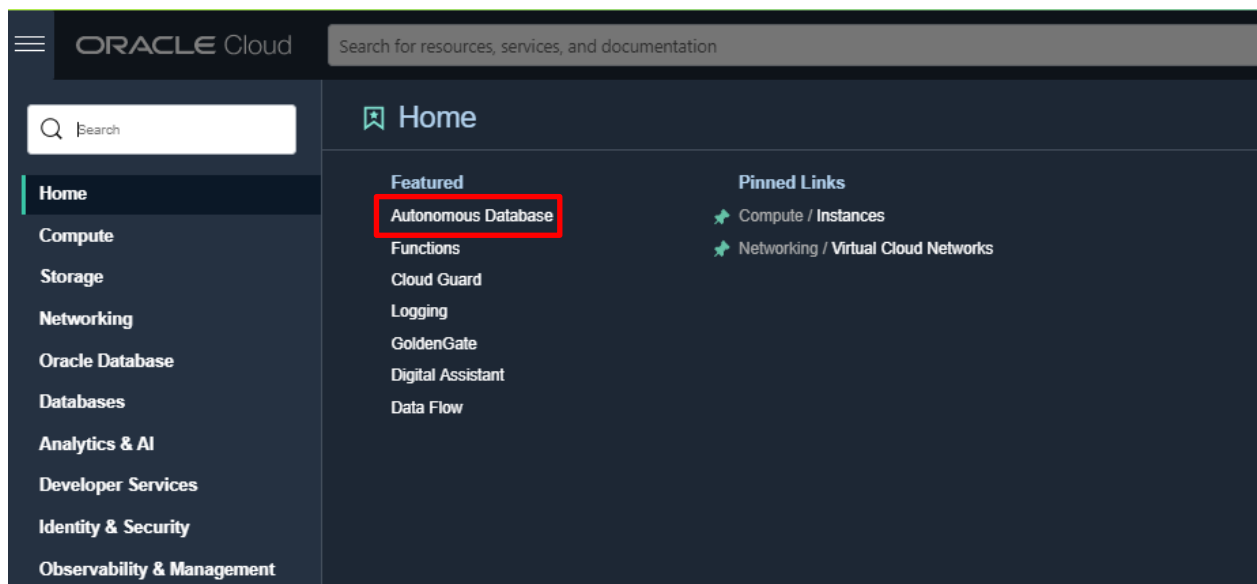 ORACLE Cloud
Search for resources, services, and documentation
Search
Home
Compute
Storage
Networking
Oracle Database
Databases
Analytics & AI
Developer Services
Identity & Security
Observability & Management
Home
Featured
Autonomous Database
Functions
Cloud Guard
Logging
GoldenGate
Digital Assistant
Data Flow
Pinned Links
Compute / Instances
Networking / Virtual Cloud Networks